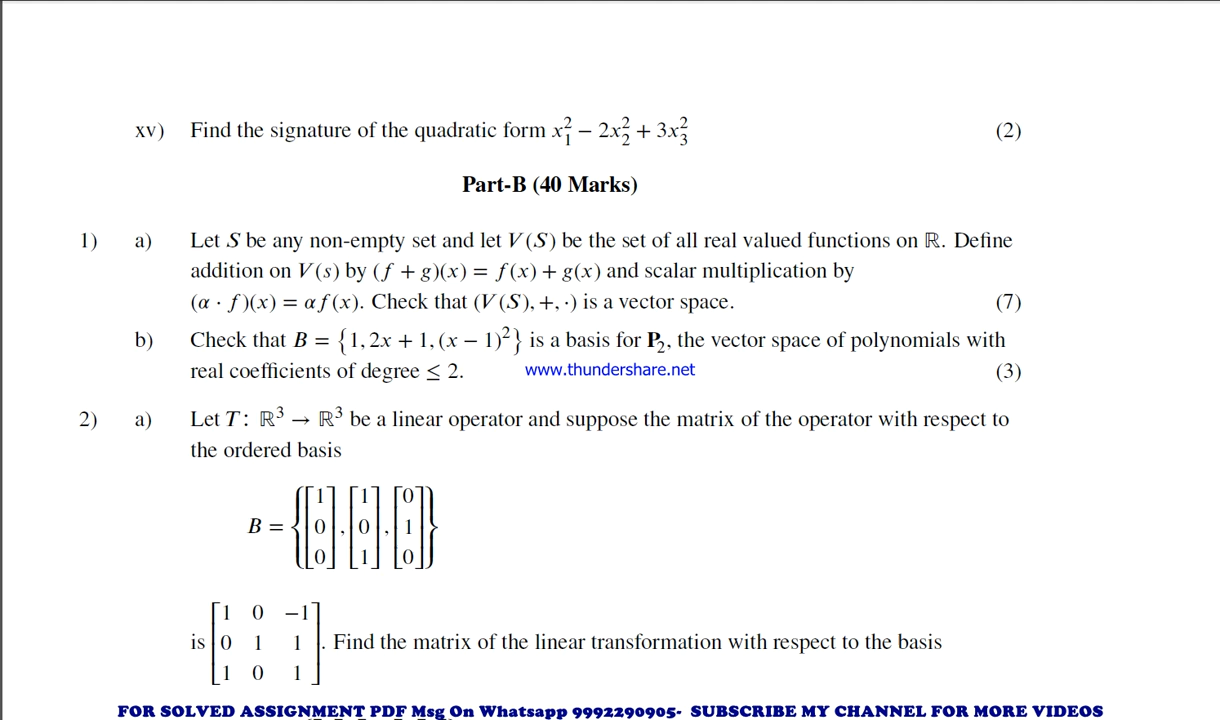 xv) Find the signature of the quadratic form x₁² − 2x₂² + 3x₃² (2)
Part-B (40 Marks)
1) a) Let S be any non-empty set and let V(S) be the set of all real valued functions on ℝ. Define
addition on V(s) by (f + g)(x) = f(x) + g(x) and scalar multiplication by
(α · f)(x) = αf(x). Check that (V(S), +, ·) is a vector space. (7)
b) Check that B = {1, 2x + 1, (x − 1)²} is a basis for P₂, the vector space of polynomials with
real coefficients of degree ≤ 2. www.thundershare.net (3)
2) a) Let T : ℝ³ → ℝ³ be a linear operator and suppose the matrix of the operator with respect to
the ordered basis
B = {[1 0 0], [1 0 1], [0 1 0]}
is [1 0 −1
0 1 1
1 0 1]. Find the matrix of the linear transformation with respect to the basis
FOR SOLVED ASSIGNMENT PDF Msg On Whatsapp 9992290905- SUBSCRIBE MY CHANNEL FOR MORE VIDEOS